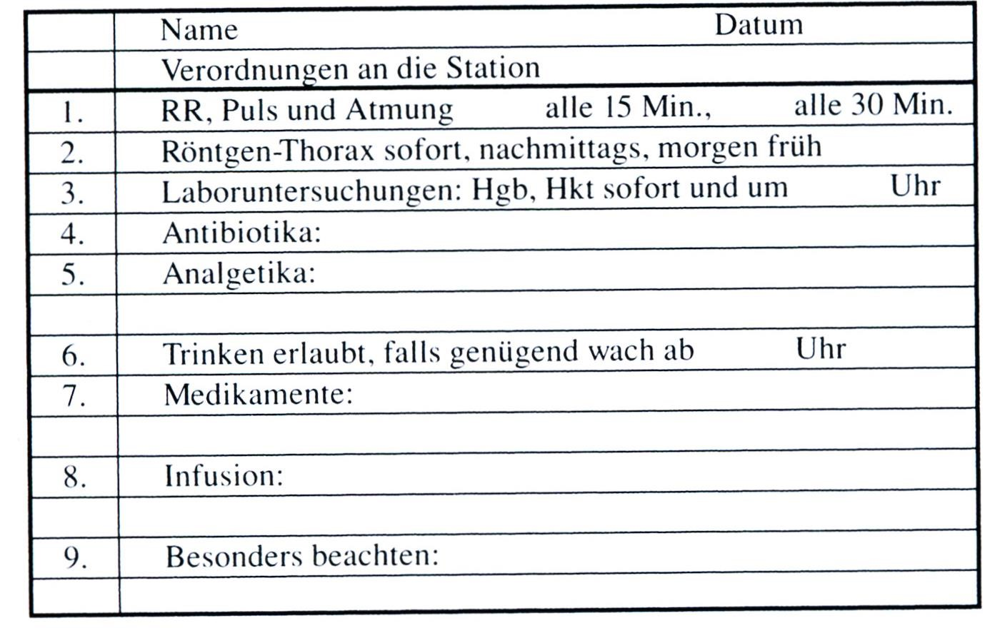 Name Datum
Verordnungen an die Station
1. RR, Puls und Atmung alle 15 Min., alle 30 Min.
2. Röntgen-Thorax sofort, nachmittags, morgen früh
3. Laboruntersuchungen: Hgb, Hkt sofort und um Uhr
4. Antibiotika:
5. Analgetika:
6. Trinken erlaubt, falls genügend wach ab Uhr
7. Medikamente:
8. Infusion:
9. Besonders beachten: